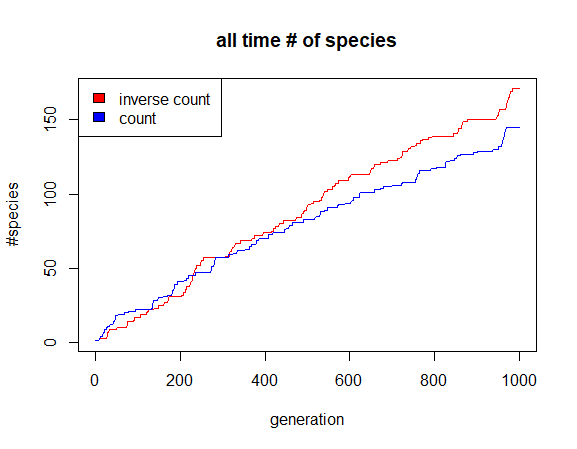 all time # of species
inverse count
count
150
100
50
0
#species
0 200 400 600 800 1000
generation